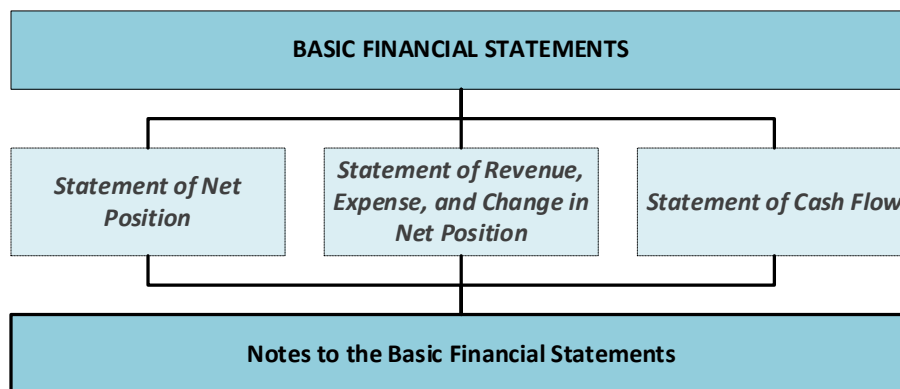 BASIC FINANCIAL STATEMENTS
Statement of Net
Position
Statement of Revenue,
Expense, and Change in
Net Position
Statement of Cash Flow
Notes to the Basic Financial Statements